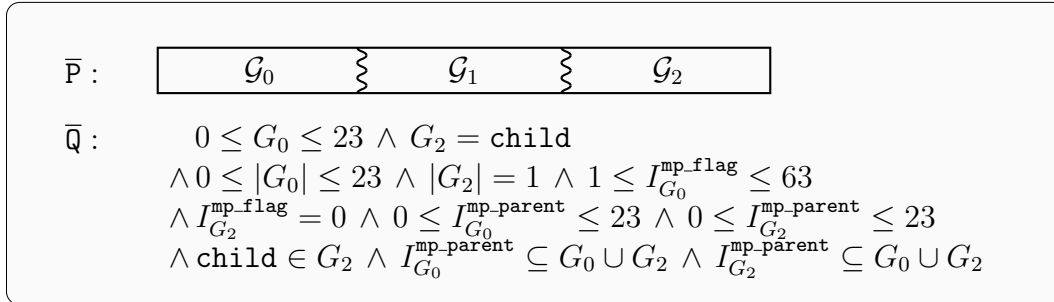 P̅ : 𝒢₀ 𝒢₁ 𝒢₂
Q̅ : 0 ≤ G₀ ≤ 23 ∧ G₂ = child
∧ 0 ≤ |G₀| ≤ 23 ∧ |G₂| = 1 ∧ 1 ≤ I_{G₀}^{mp_flag} ≤ 63
∧ I_{G₂}^{mp_flag} = 0 ∧ 0 ≤ I_{G₀}^{mp_parent} ≤ 23 ∧ 0 ≤ I_{G₂}^{mp_parent} ≤ 23
∧ child ∈ G₂ ∧ I_{G₀}^{mp_parent} ⊆ G₀ ∪ G₂ ∧ I_{G₂}^{mp_parent} ⊆ G₀ ∪ G₂